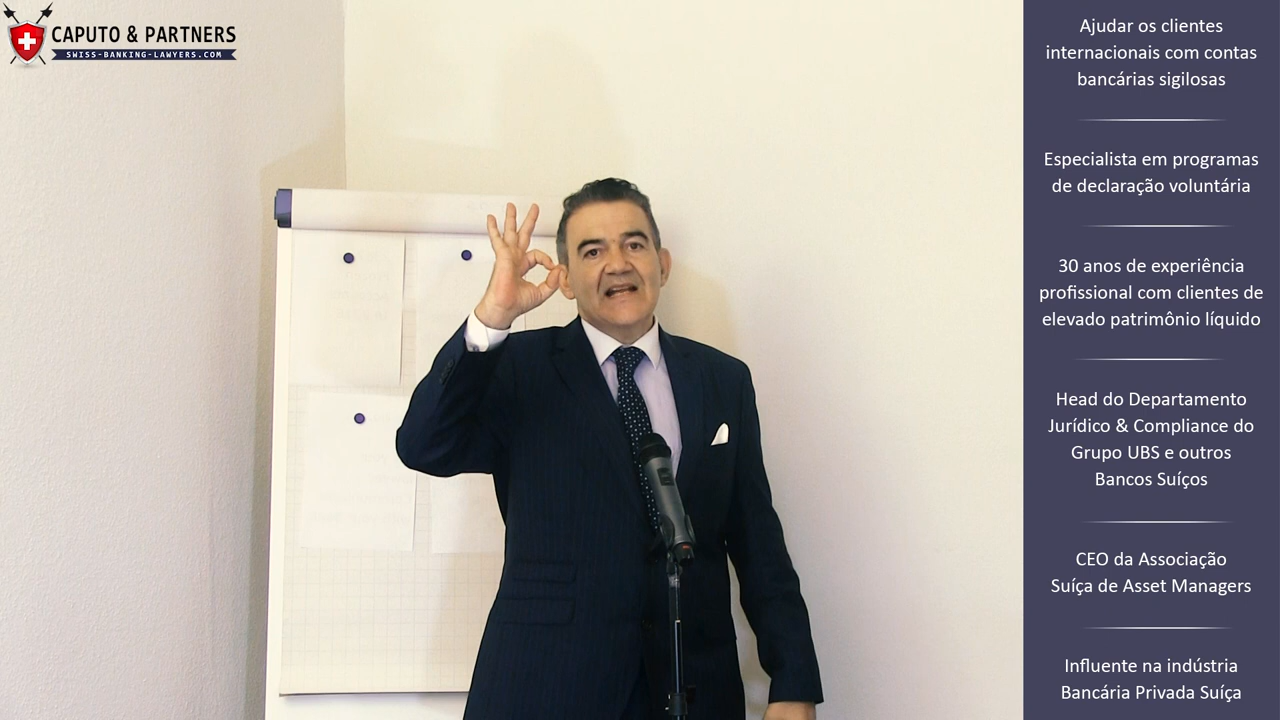 CAPUTO & PARTNERS
SWISS-BANKING-LAWYERS.COM
Ajudar os clientes
internacionais com contas
bancárias sigilosas
Especialista em programas
de declaração voluntária
30 anos de experiência
profissional com clientes de
elevado patrimônio líquido
Head do Departamento
Jurídico & Compliance do
Grupo UBS e outros
Bancos Suíços
CEO da Associação
Suíça de Asset Managers
Influente na indústria
Bancária Privada Suíça